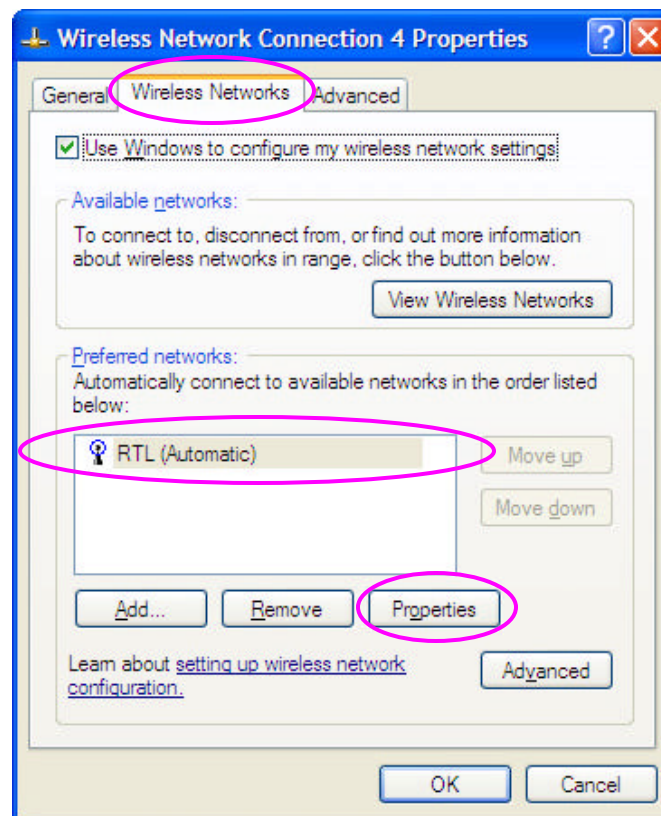 Wireless Network Connection 4 Properties
General Wireless Networks Advanced
Use Windows to configure my wireless network settings
Available networks:
To connect to, disconnect from, or find out more information
about wireless networks in range, click the button below.
View Wireless Networks
Preferred networks:
Automatically connect to available networks in the order listed
below:
RTL (Automatic)
Move up
Move down
Add... Remove Properties
Learn about setting up wireless network
configuration.
Advanced
OK Cancel